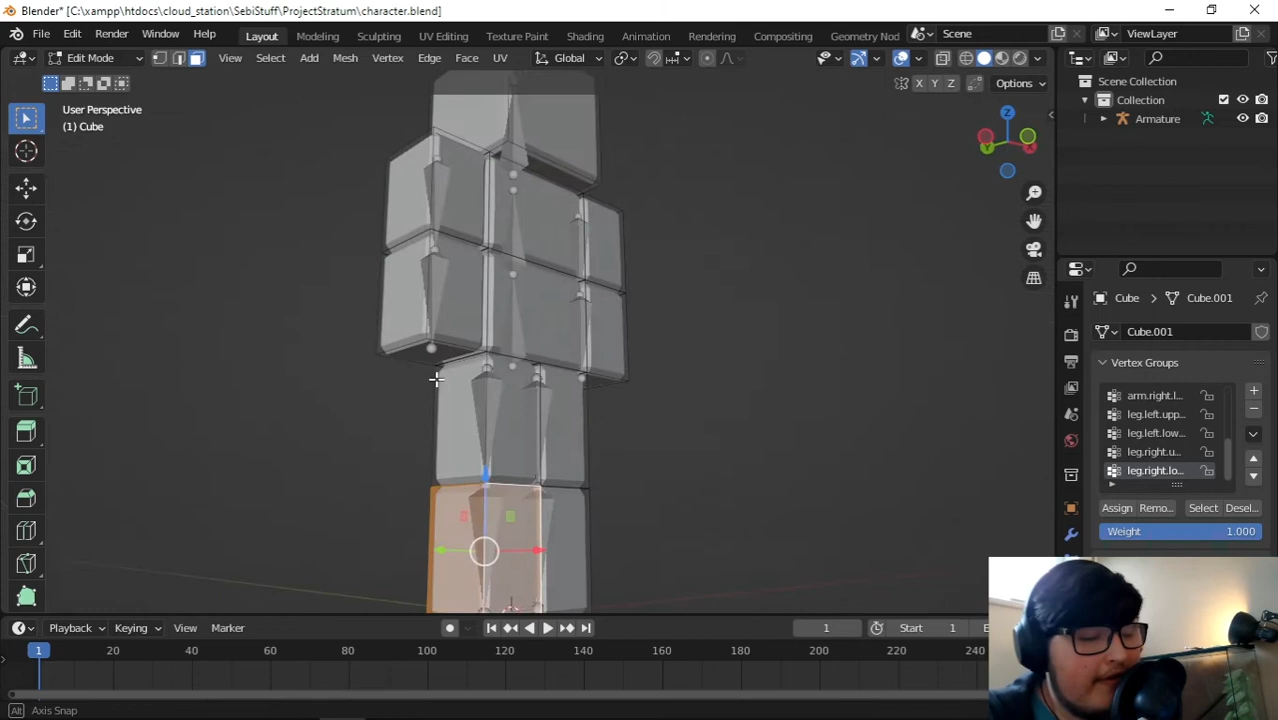 Blender* [C:\xampp\htdocs\cloud_station\SebiStuff\ProjectStratum\character.blend]
File Edit Render Window Help Layout Modeling Sculpting UV Editing Texture Paint Shading Animation Rendering Compositing Geometry Nod Scene ViewLayer
Edit Mode View Select Add Mesh Vertex Edge Face UV Global
X Y Z Options
User Perspective
(1) Cube
Z
Y X
Scene Collection
Collection
Armature
Cube > Cube.001
Cube.001
Vertex Groups
arm.right.l...
leg.left.upp...
leg.left.low...
leg.right.u...
leg.right.lo...
Assign Remo... Select Desel...
Weight 1.000
Playback Keying View Marker 1 Start 1 E
1 20 40 60 80 100 120 140 160 180 200 220
Alt Axis Snap